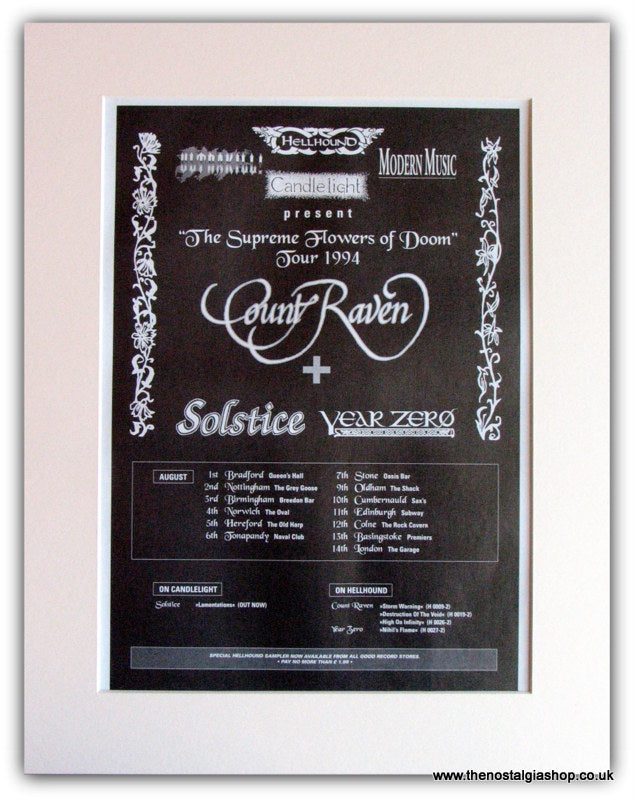 HELLHOUND
MODERN MUSIC
Candlelight
present
"The Supreme Flowers of Doom"
Tour 1994
Count Raven
+
Solstice YEAR ZERØ
AUGUST
1st Bradford Queen's Hall
2nd Nottingham The Grey Goose
3rd Birmingham Breedon Bar
4th Norwich The Oval
5th Hereford The Old Harp
6th Tonapandy Naval Club
7th Stone Oasis Bar
9th Oldham The Shack
10th Cumbernauld Sax's
11th Edinburgh Subway
12th Colne The Rock Cavern
13th Basingstoke Premiers
14th London The Garage
ON CANDLELIGHT
Solstice »Lamentations« (OUT NOW)
ON HELLHOUND
Count Raven »Storm Warning« (H 0009-2)
»Destruction Of The Void« (H 0019-2)
»High On Infinity« (H 0026-2)
Year Zero »Nihil's Flame« (H 0027-2)
SPECIAL HELLHOUND SAMPLER NOW AVAILABLE FROM ALL GOOD RECORD STORES.
• PAY NO MORE THAN £ 1.99 •
www.thenostalgiashop.co.uk